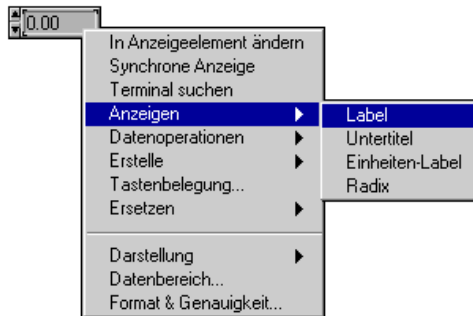 0.00
In Anzeigeelement ändern
Synchrone Anzeige
Terminal suchen
Anzeigen
Datenoperationen
Erstelle
Tastenbelegung...
Ersetzen
Darstellung
Datenbereich...
Format & Genauigkeit...
Label
Untertitel
Einheiten-Label
Radix